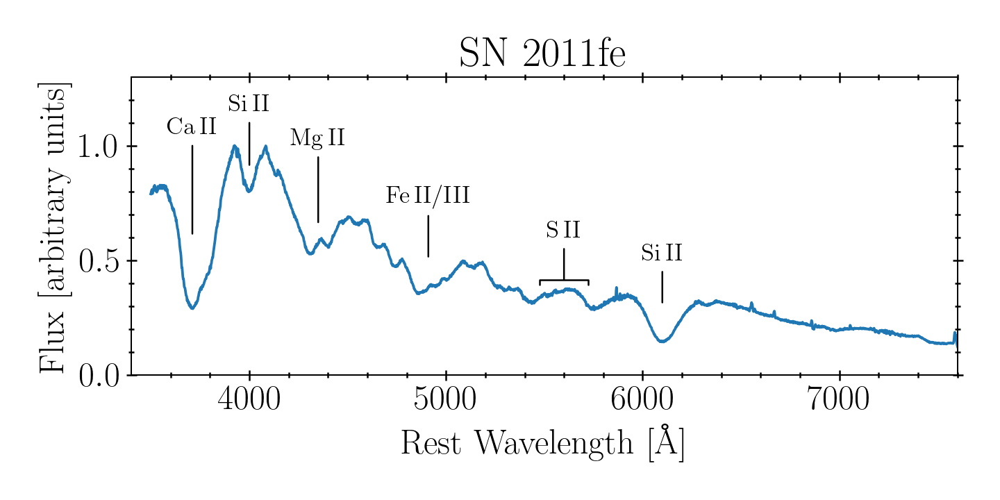 SN 2011fe
Flux [arbitrary units]
1.0
0.5
0.0
Ca II
Si II
Mg II
Fe II/III
S II
Si II
4000
5000
6000
7000
Rest Wavelength [Å]